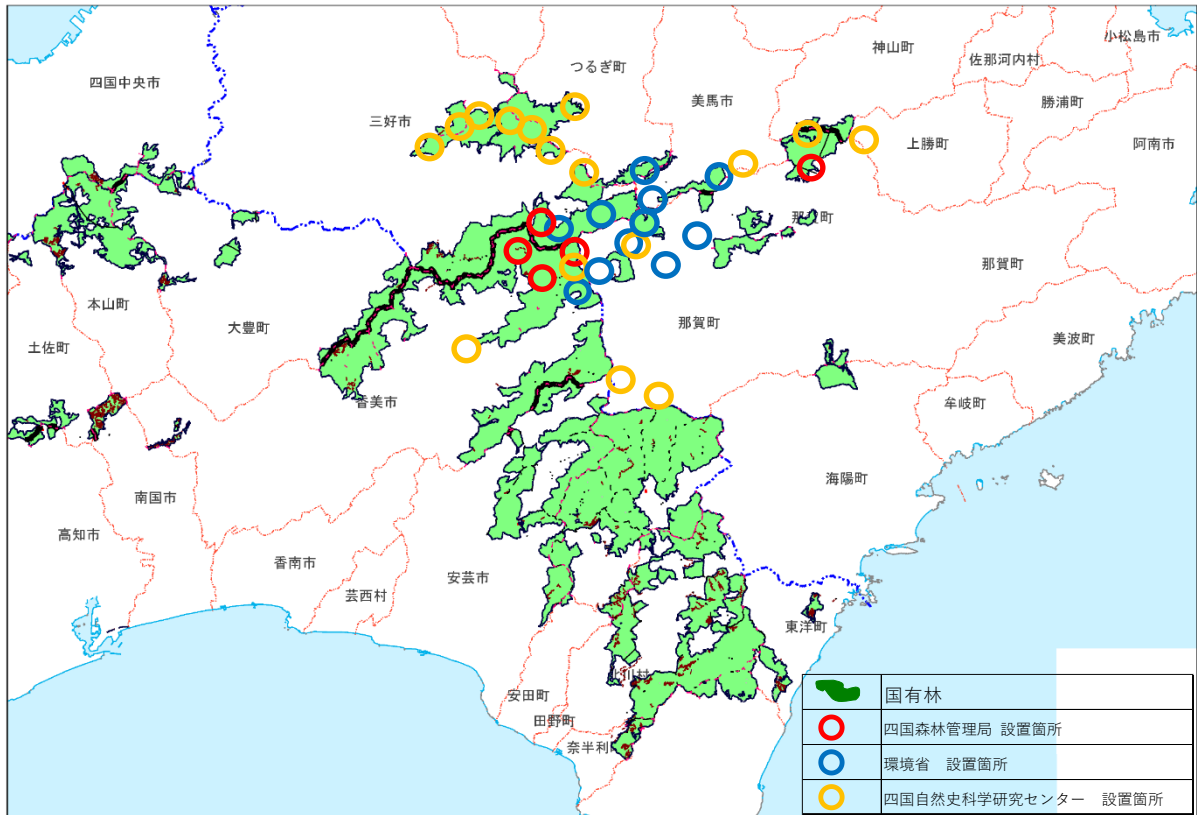 小松島市
神山町
佐那河内村
つるぎ町
四国中央市
美馬市
勝浦町
三好市
上勝町
阿南市
那賀町
那賀町
本山町
大豊町
那賀町
土佐町
美波町
香美市
牟岐町
海陽町
南国市
高知市
香南市
安芸市
芸西村
東洋町
北川村
安田町
田野町
奈半利
国有林
四国森林管理局 設置箇所
環境省 設置箇所
四国自然史科学研究センター 設置箇所